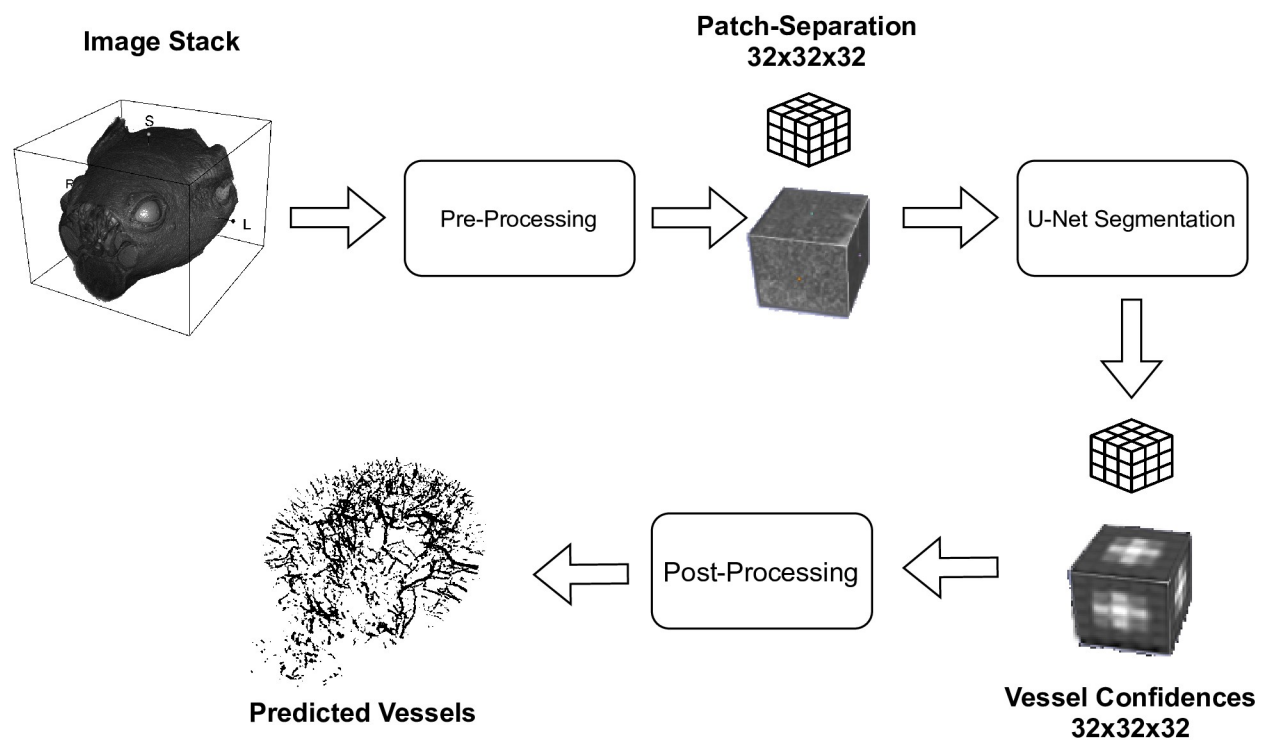 Image Stack
Patch-Separation
32x32x32
S
R
L
Pre-Processing
U-Net Segmentation
Post-Processing
Predicted Vessels
Vessel Confidences
32x32x32